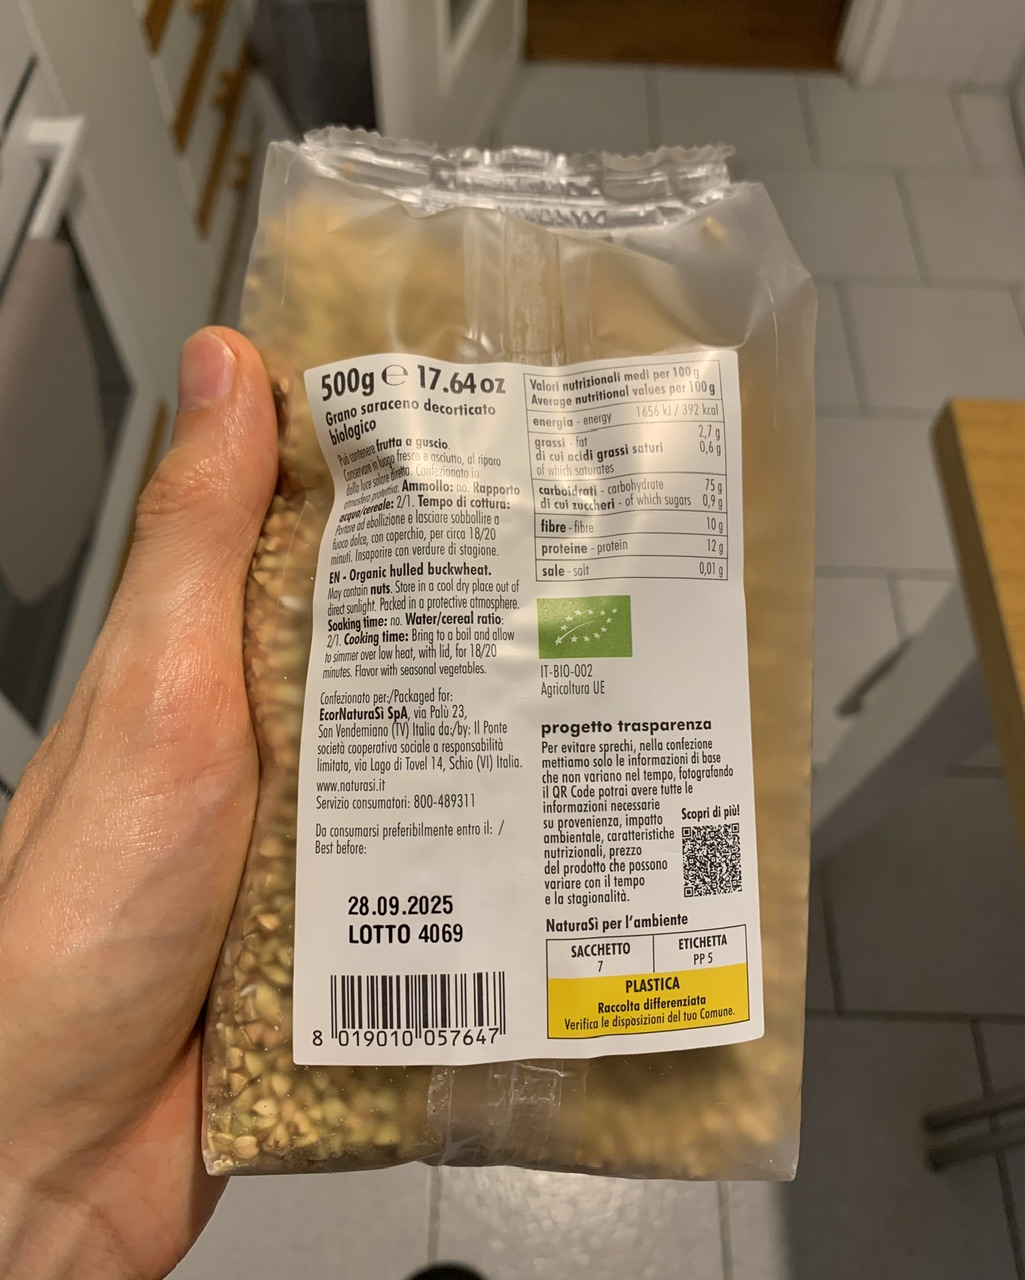 500g e 17.64 oz
Grano saraceno decorticato
biologico
Può contenere frutta a guscio.
Conservare in luogo fresco e asciutto, al riparo
dalla luce solare diretta. Confezionato in
atmosfera protettiva. Ammollo: no. Rapporto
acqua/cereale: 2/1. Tempo di cottura:
Portare ad ebollizione e lasciare sobbollire a
fuoco dolce, con coperchio, per circa 18/20
minuti. Insaporire con verdure di stagione.
EN - Organic hulled buckwheat.
May contain nuts. Store in a cool dry place out of
direct sunlight. Packed in a protective atmosphere.
Soaking time: no. Water/cereal ratio:
2/1. Cooking time: Bring to a boil and allow
to simmer over low heat, with lid, for 18/20
minutes. Flavor with seasonal vegetables.
Confezionato per:/Packaged for:
EcorNaturaSì SpA, via Palù 23,
San Vendemiano (TV) Italia da:/by: Il Ponte
società cooperativa sociale a responsabilità
limitata, via Lago di Tovel 14, Schio (VI) Italia.
www.naturasi.it
Servizio consumatori: 800-489311
Da consumarsi preferibilmente entro il: /
Best before:
28.09.2025
LOTTO 4069
8 019010 057647
Valori nutrizionali medi per 100 g
Average nutritional values per 100 g
energia - energy 1656 kJ / 392 kcal
grassi - fat 2,7 g
di cui acidi grassi saturi 0,6 g
of which saturates
carboidrati - carbohydrate 75 g
di cui zuccheri - of which sugars 0,9 g
fibre - fibre 10 g
proteine - protein 12 g
sale - salt 0,01 g
IT-BIO-002
Agricoltura UE
progetto trasparenza
Per evitare sprechi, nella confezione
mettiamo solo le informazioni di base
che non variano nel tempo, fotografando
il QR Code potrai avere tutte le
informazioni necessarie
su provenienza, impatto
ambientale, caratteristiche
nutrizionali, prezzo
del prodotto che possono
variare con il tempo
e la stagionalità.
Scopri di più!
NaturaSì per l'ambiente
SACCHETTO ETICHETTA
7 PP 5
PLASTICA
Raccolta differenziata
Verifica le disposizioni del tuo Comune.